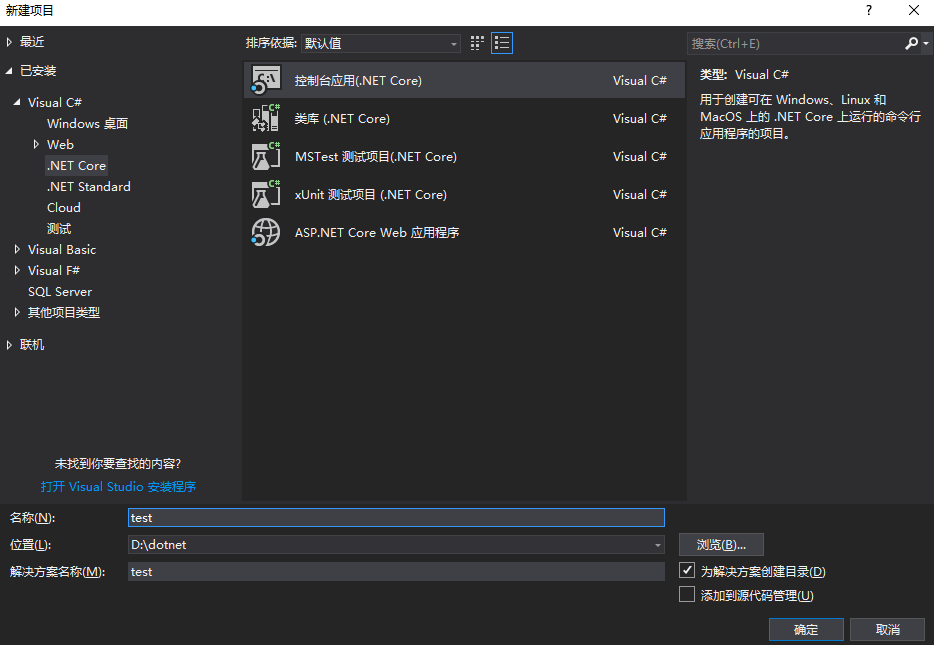 新建项目
最近
已安装
Visual C#
Windows 桌面
Web
.NET Core
.NET Standard
Cloud
测试
Visual Basic
Visual F#
SQL Server
其他项目类型
联机
未找到你要查找的内容?
打开 Visual Studio 安装程序
排序依据: 默认值
控制台应用(.NET Core) Visual C#
类库 (.NET Core) Visual C#
MSTest 测试项目(.NET Core) Visual C#
xUnit 测试项目 (.NET Core) Visual C#
ASP.NET Core Web 应用程序 Visual C#
搜索(Ctrl+E)
类型: Visual C#
用于创建可在 Windows、Linux 和
MacOS 上的 .NET Core 上运行的命令行
应用程序的项目。
名称(N): test
位置(L): D:\dotnet 浏览(B)...
解决方案名称(M): test
为解决方案创建目录(D)
添加到源代码管理(U)
确定 取消